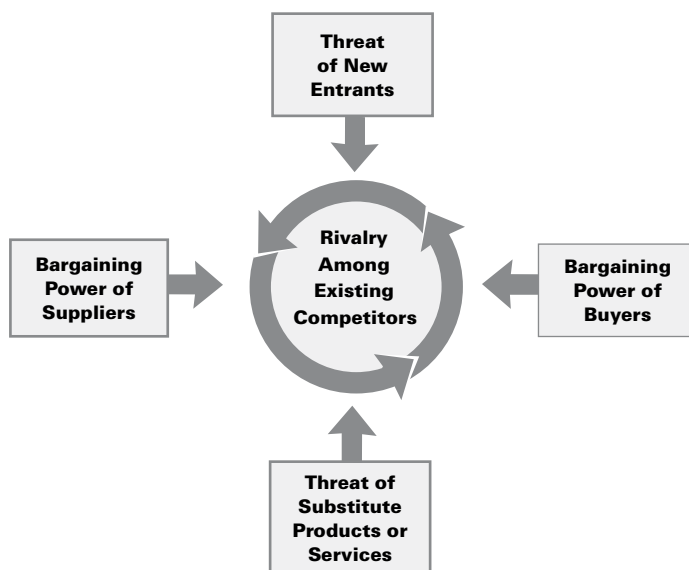 Threat
of New
Entrants
Rivalry
Among
Existing
Competitors
Bargaining
Power of
Suppliers
Bargaining
Power of
Buyers
Threat of
Substitute
Products or
Services